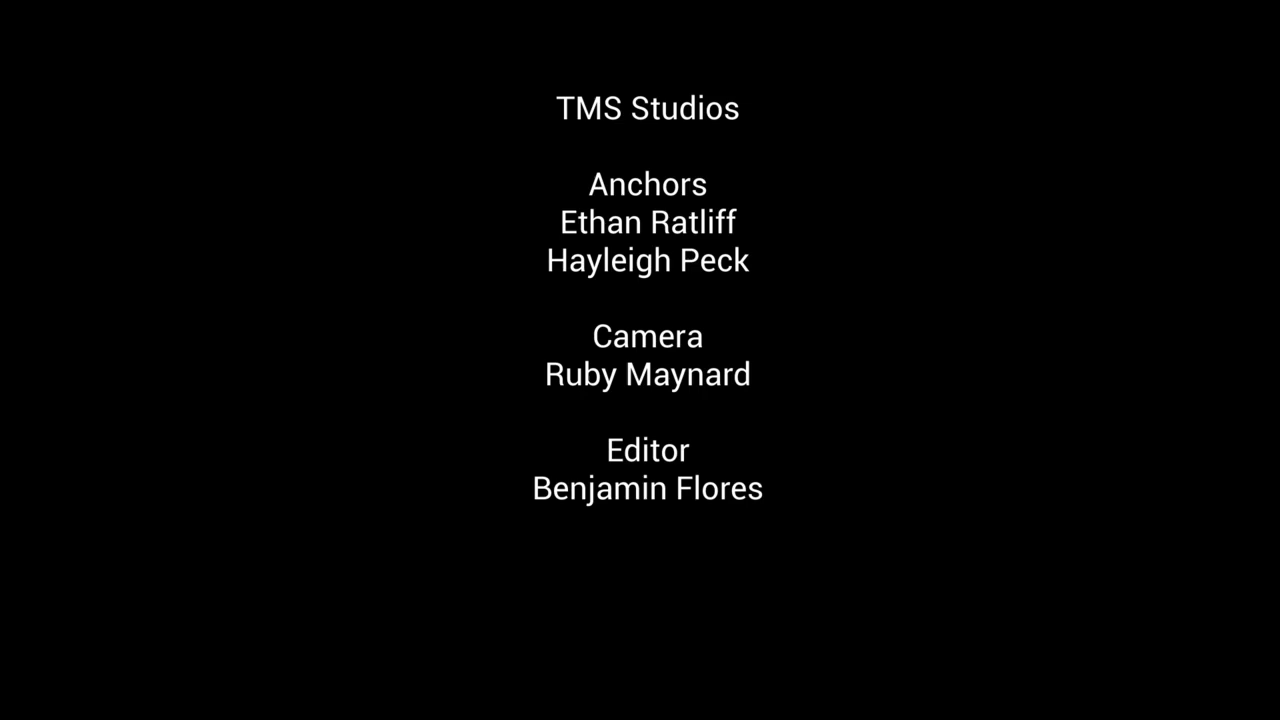 TMS Studios
Anchors
Ethan Ratliff
Hayleigh Peck
Camera
Ruby Maynard
Editor
Benjamin Flores